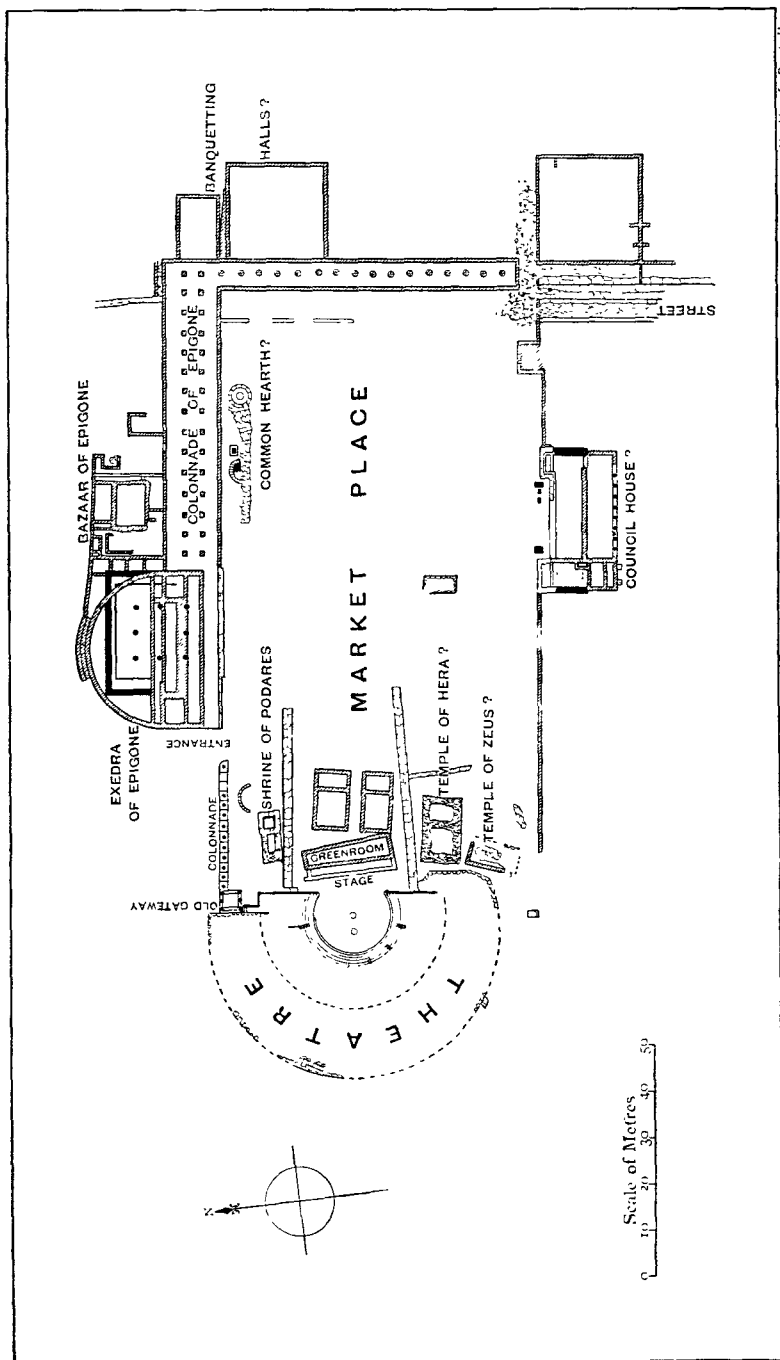 BANQUETTING
HALLS?
BAZAAR OF EPIGONE
COLONNADE OF EPIGONE
COMMON HEARTH?
STREET
MARKET PLACE
COUNCIL HOUSE?
EXEDRA
OF EPIGONE
ENTRANCE
SHRINE OF PODARES
TEMPLE OF HERA?
TEMPLE OF ZEUS?
COLONNADE
GREENROOM
STAGE
OLD GATEWAY
THEATRE
N
Scale of Metres
0 10 20 30 40 50